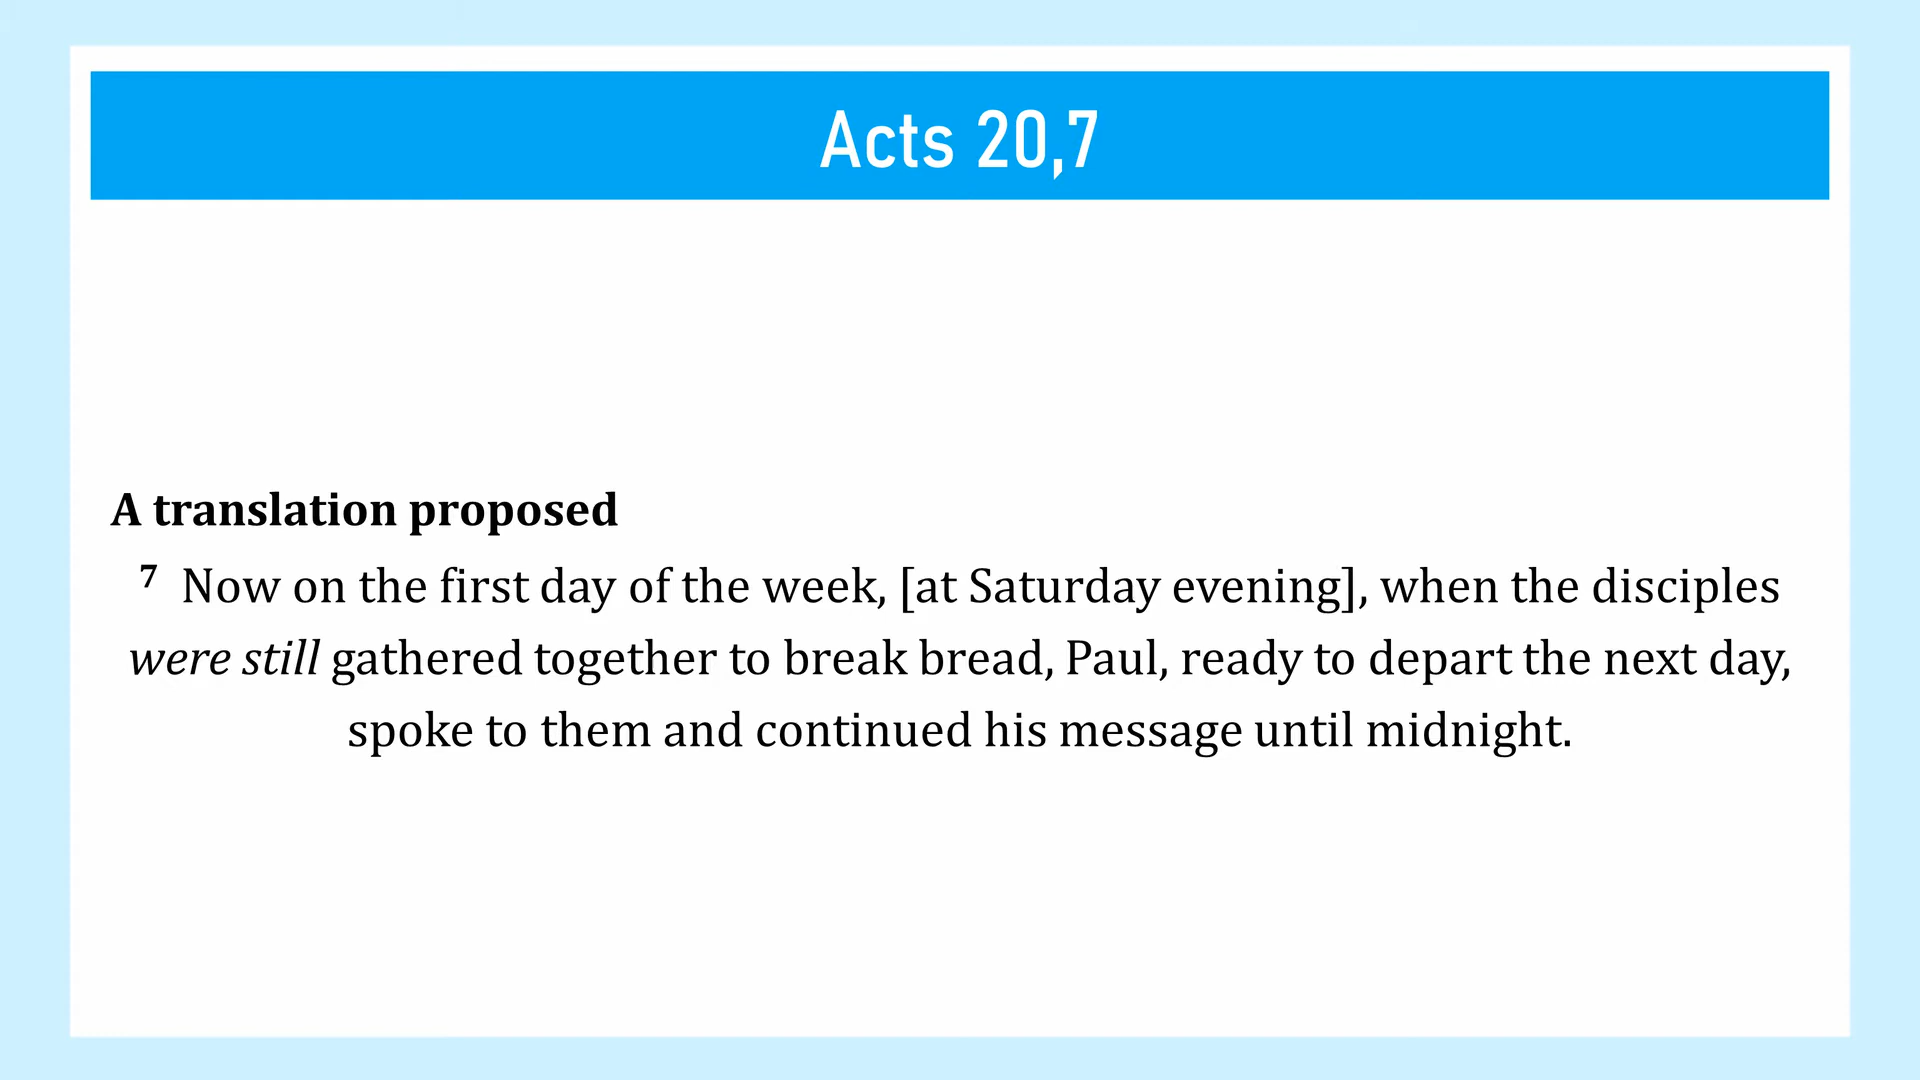 Acts 20,7
A translation proposed
7 Now on the first day of the week, [at Saturday evening], when the disciples
were still gathered together to break bread, Paul, ready to depart the next day,
spoke to them and continued his message until midnight.